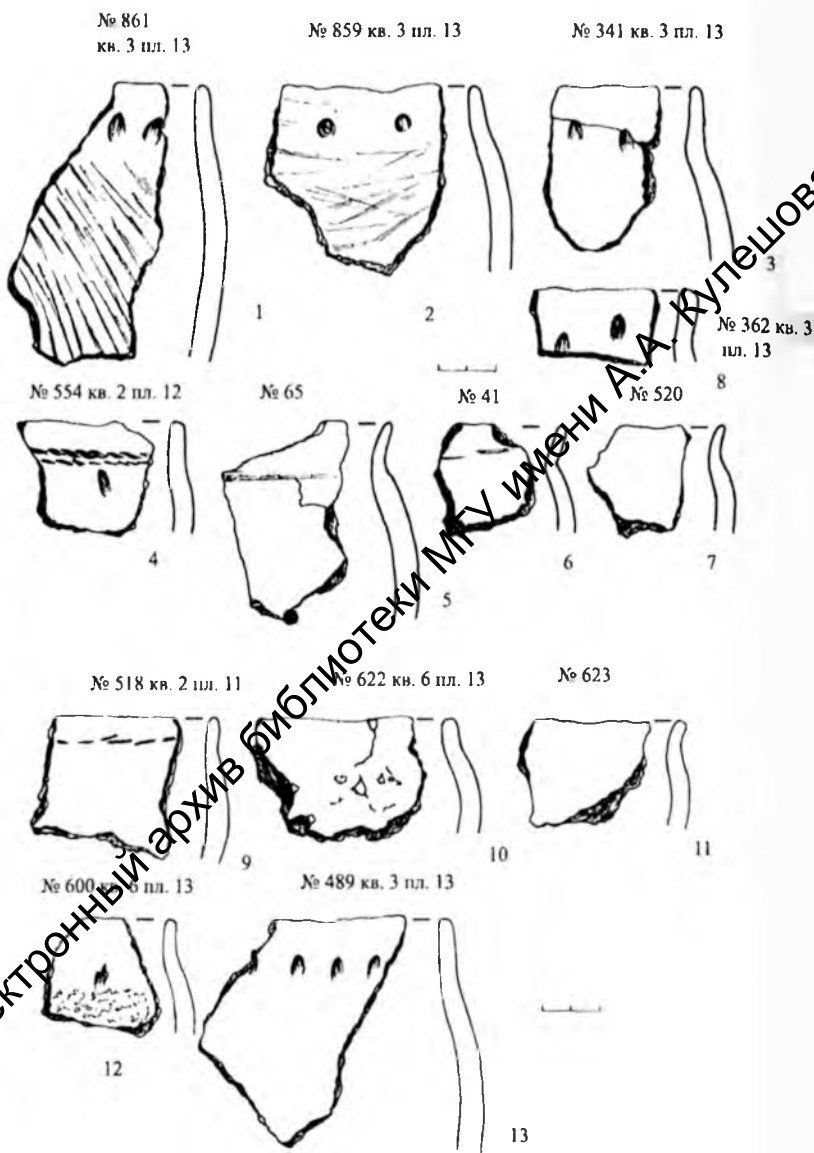 № 861
кв. 3 пл. 13
№ 859 кв. 3 пл. 13
№ 341 кв. 3 пл. 13
1
2
3
№ 362 кв. 3
пл. 13
8
№ 554 кв. 2 пл. 12
№ 65
№ 41
№ 520
4
5
6
7
№ 518 кв. 2 пл. 11
№ 622 кв. 6 пл. 13
№ 623
9
10
11
№ 600 кв. 6 пл. 13
№ 489 кв. 3 пл. 13
12
13
электронный архив библиотеки МГУ имени А.А. Кулешова